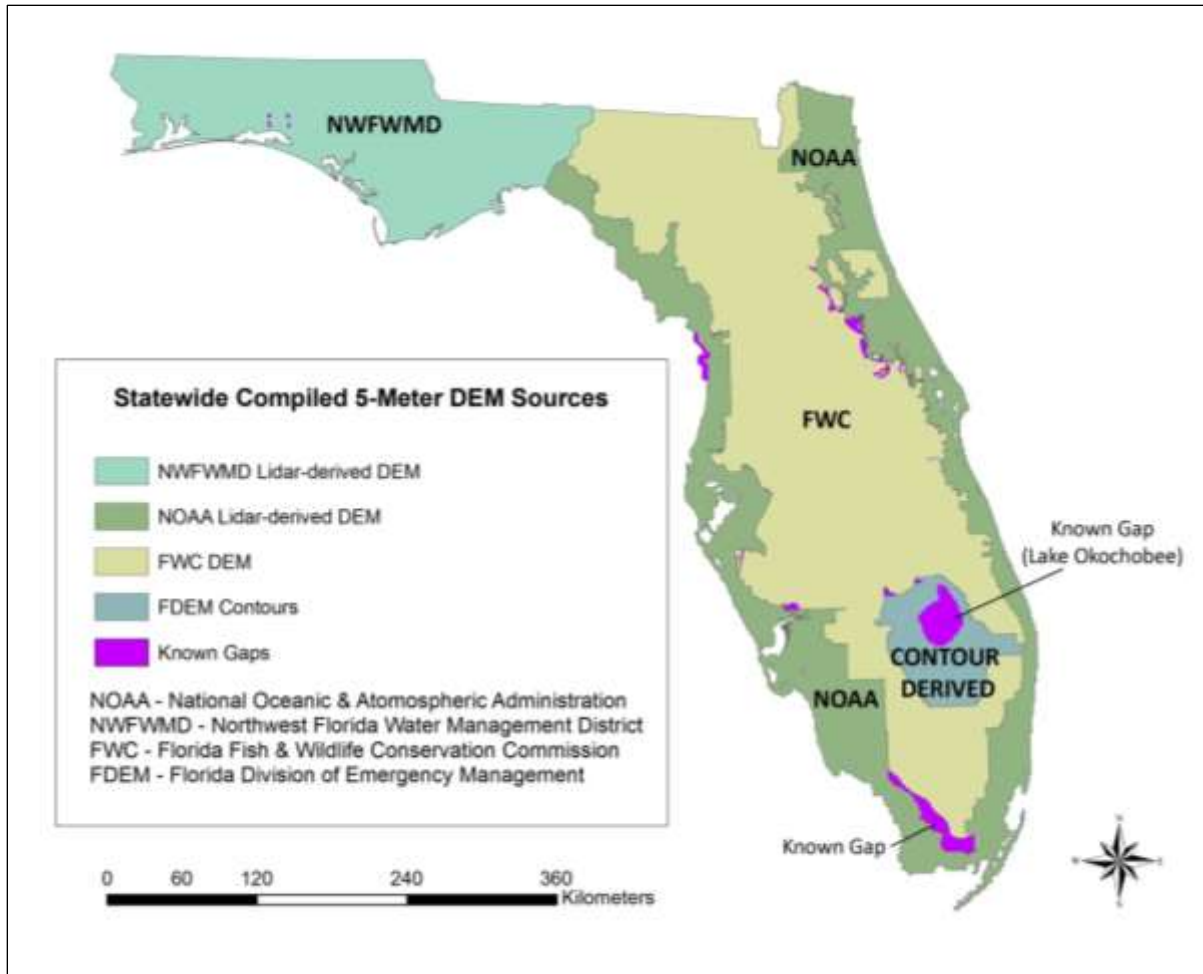 NWFWMD
NOAA
FWC
Known Gap
(Lake Okochobee)
CONTOUR
DERIVED
NOAA
Known Gap
Statewide Compiled 5-Meter DEM Sources
NWFWMD Lidar-derived DEM
NOAA Lidar-derived DEM
FWC DEM
FDEM Contours
Known Gaps
NOAA - National Oceanic & Atomospheric Administration
NWFWMD - Northwest Florida Water Management District
FWC - Florida Fish & Wildlife Conservation Commission
FDEM - Florida Division of Emergency Management
0 60 120 240 360
Kilometers